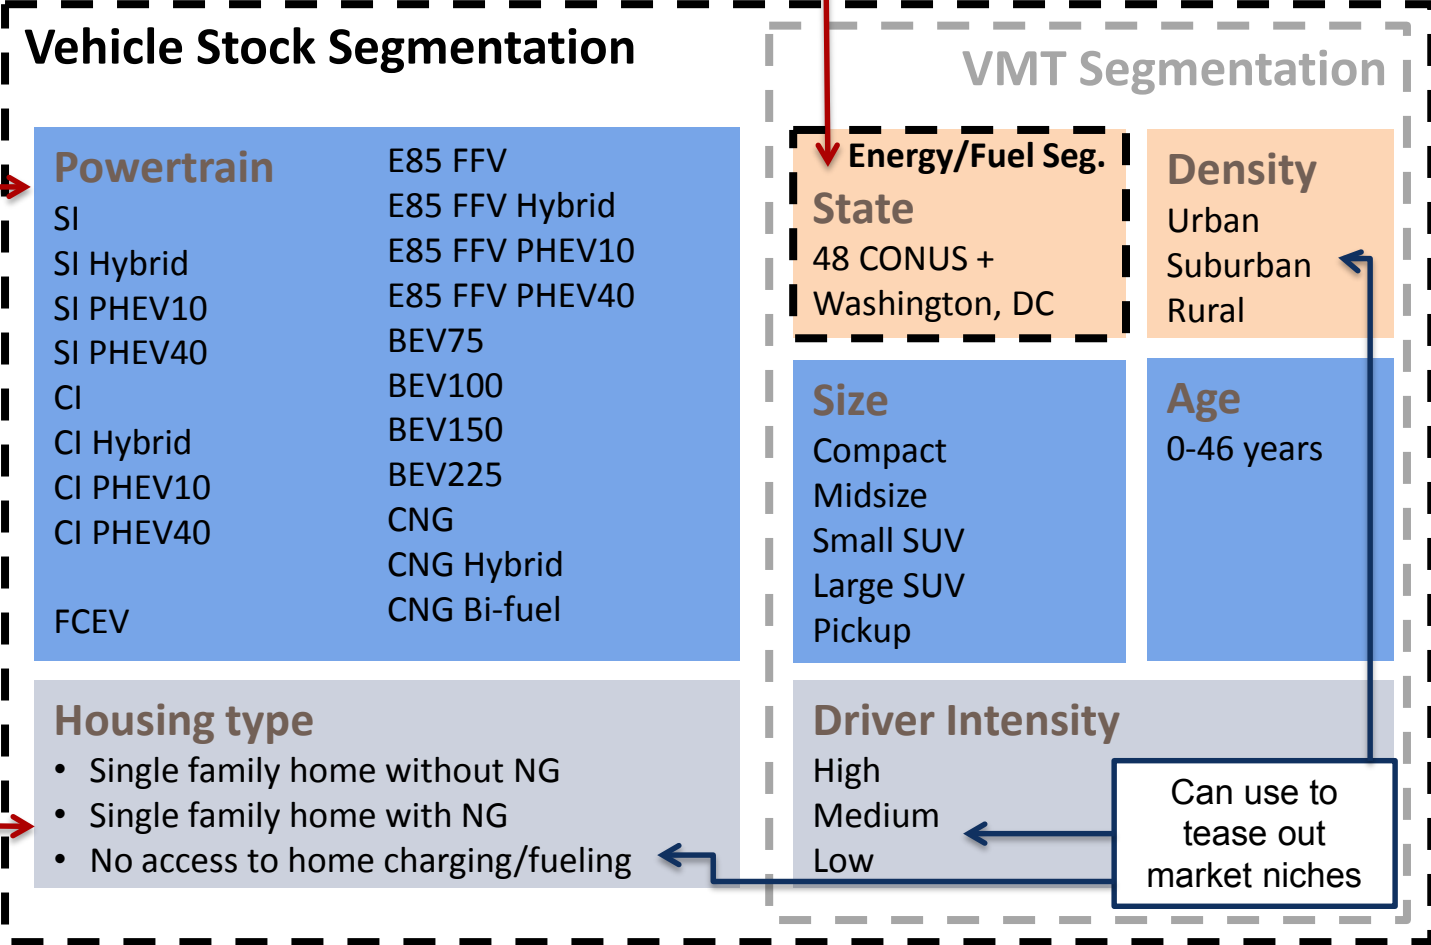 Vehicle Stock Segmentation
VMT Segmentation
Powertrain
SI
SI Hybrid
SI PHEV10
SI PHEV40
CI
CI Hybrid
CI PHEV10
CI PHEV40
FCEV
E85 FFV
E85 FFV Hybrid
E85 FFV PHEV10
E85 FFV PHEV40
BEV75
BEV100
BEV150
BEV225
CNG
CNG Hybrid
CNG Bi-fuel
Energy/Fuel Seg.
State
48 CONUS +
Washington, DC
Density
Urban
Suburban
Rural
Size
Compact
Midsize
Small SUV
Large SUV
Pickup
Age
0-46 years
Housing type
• Single family home without NG
• Single family home with NG
• No access to home charging/fueling
Driver Intensity
High
Medium
Low
Can use to
tease out
market niches